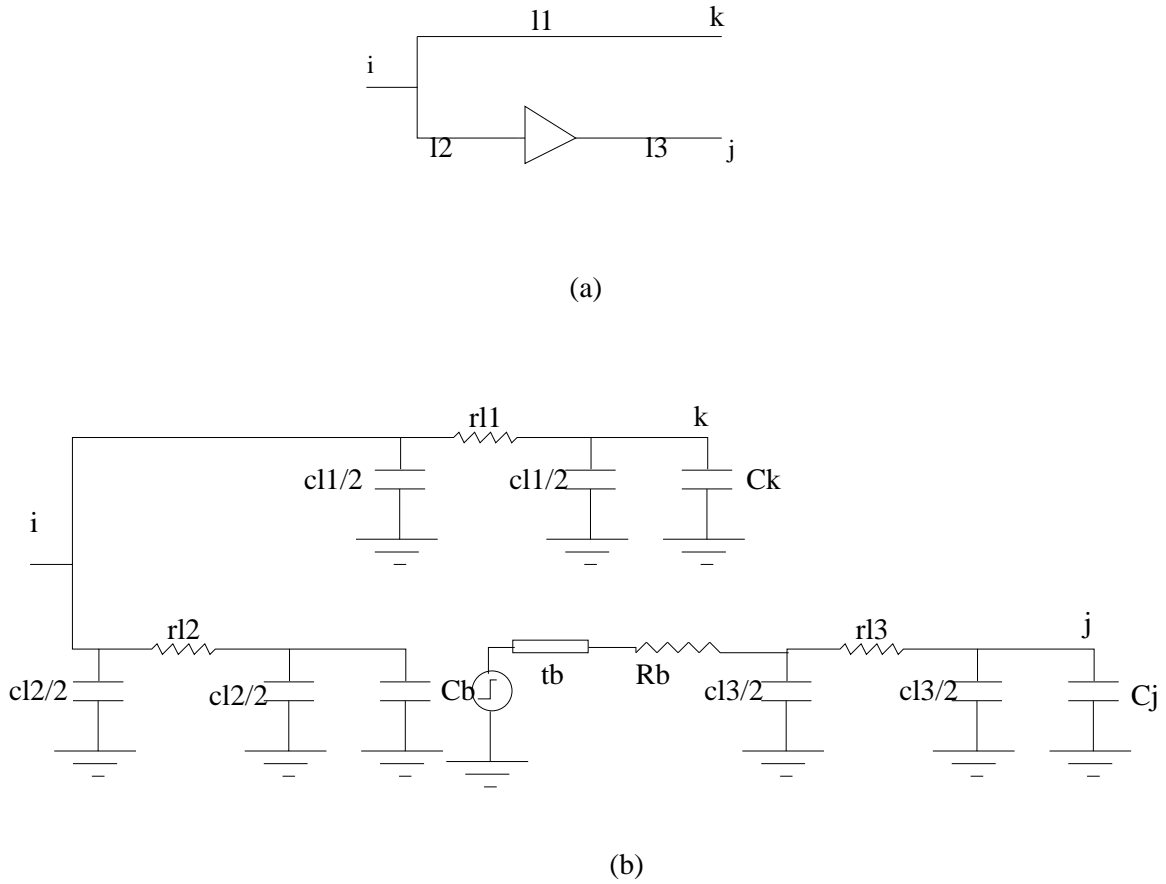 l1
k
i
l2
l3
j
(a)
rl1
k
cl1/2
cl1/2
Ck
i
rl2
rl3
j
cl2/2
cl2/2
Cb
tb
Rb
cl3/2
cl3/2
Cj
(b)